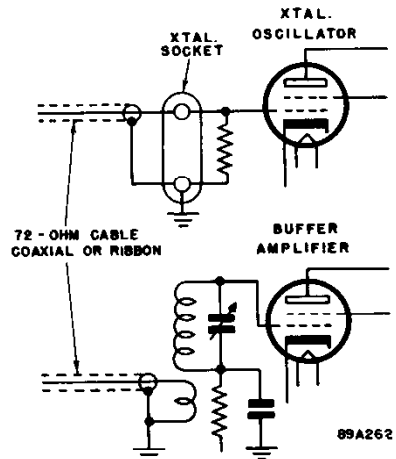 XTAL.
SOCKET
XTAL.
OSCILLATOR
72-OHM CABLE
COAXIAL OR RIBBON
BUFFER
AMPLIFIER
89A262